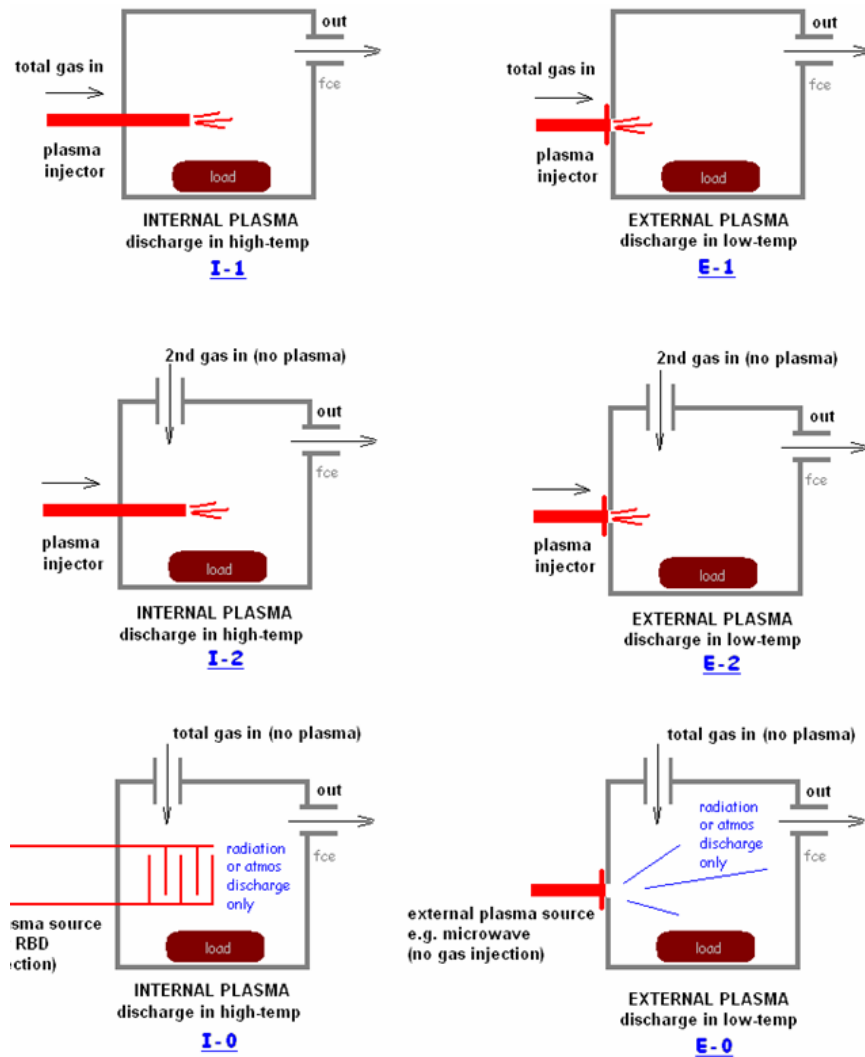 out
total gas in
fce
plasma
injector
load
INTERNAL PLASMA
discharge in high-temp
I-1
out
total gas in
fce
plasma
injector
load
EXTERNAL PLASMA
discharge in low-temp
E-1
2nd gas in (no plasma)
out
fce
plasma
injector
load
INTERNAL PLASMA
discharge in high-temp
I-2
2nd gas in (no plasma)
out
fce
plasma
injector
load
EXTERNAL PLASMA
discharge in low-temp
E-2
total gas in (no plasma)
out
radiation
or atmos
discharge
only
fce
source
RBD
load
INTERNAL PLASMA
discharge in high-temp
I-0
total gas in (no plasma)
out
radiation
or atmos
discharge
only
fce
external plasma source
e.g. microwave
(no gas injection)
load
EXTERNAL PLASMA
discharge in low-temp
E-0